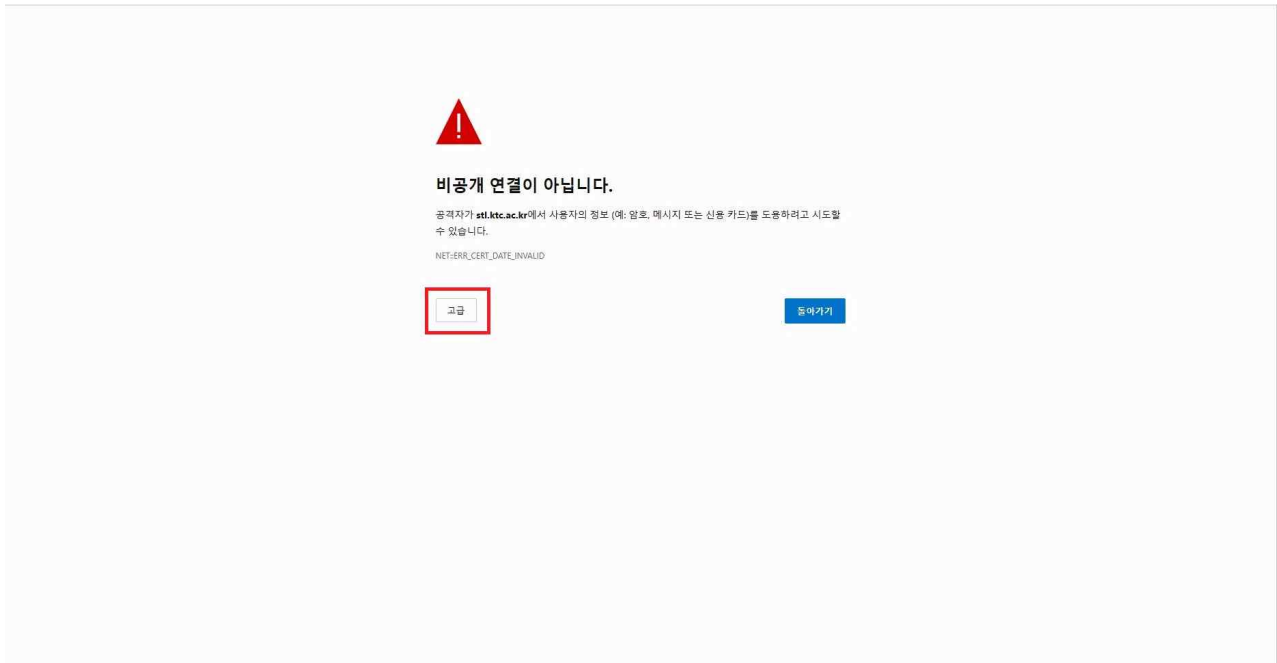 비공개 연결이 아닙니다.
공격자가 stl.ktc.ac.kr에서 사용자의 정보 (예: 암호, 메시지 또는 신용 카드)를 도용하려고 시도할
수 있습니다.
NET::ERR_CERT_DATE_INVALID
고급
돌아가기